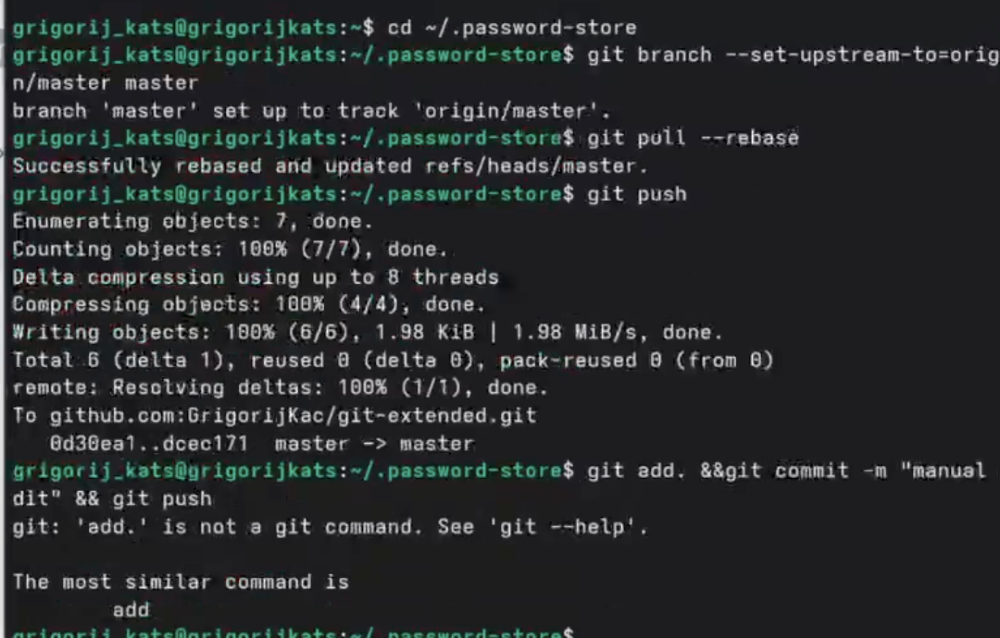 grigorij_kats@grigorijkats:~$ cd ~/.password-store
grigorij_kats@grigorijkats:~/.password-store$ git branch --set-upstream-to=orig
n/master master
branch 'master' set up to track 'origin/master'.
grigorij_kats@grigorijkats:~/.password-store$ git pull --rebase
Successfully rebased and updated refs/heads/master.
grigorij_kats@grigorijkats:~/.password-store$ git push
Enumerating objects: 7, done.
Counting objects: 100% (7/7), done.
Delta compression using up to 8 threads
Compressing objects: 100% (4/4), done.
Writing objects: 100% (6/6), 1.98 KiB | 1.98 MiB/s, done.
Total 6 (delta 1), reused 0 (delta 0), pack-reused 0 (from 0)
remote: Resolving deltas: 100% (1/1), done.
To github.com:GrigorijKac/git-extended.git
0d30ea1..dcec171  master -> master
grigorij_kats@grigorijkats:~/.password-store$ git add. &&git commit -m "manual
dit" && git push
git: 'add.' is not a git command. See 'git --help'.
The most similar command is
add
grigorij_kats@grigorijkats:~/.password-store$